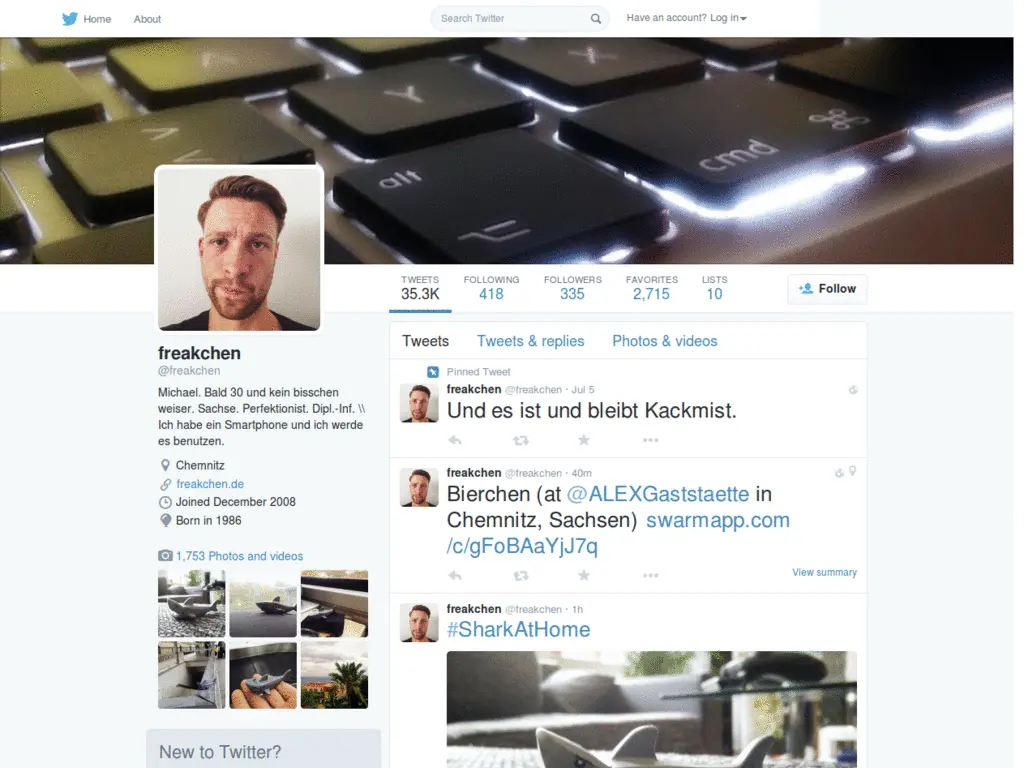 Home About Search Twitter Have an account? Log in
Y
X
alt
cmd
TWEETS FOLLOWING FOLLOWERS FAVORITES LISTS
35.3K 418 335 2,715 10
Follow
freakchen
@freakchen
Michael. Bald 30 und kein bisschen
weiser. Sachse. Perfektionist. Dipl.-Inf. \\
Ich habe ein Smartphone und ich werde
es benutzen.
Chemnitz
freakchen.de
Joined December 2008
Born in 1986
1,753 Photos and videos
New to Twitter?
Tweets Tweets & replies Photos & videos
Pinned Tweet
freakchen @freakchen · Jul 5
Und es ist und bleibt Kackmist.
freakchen @freakchen · 40m
Bierchen (at @ALEXGaststaette in
Chemnitz, Sachsen) swarmapp.com
/c/gFoBAaYjJ7q
View summary
freakchen @freakchen · 1h
#SharkAtHome